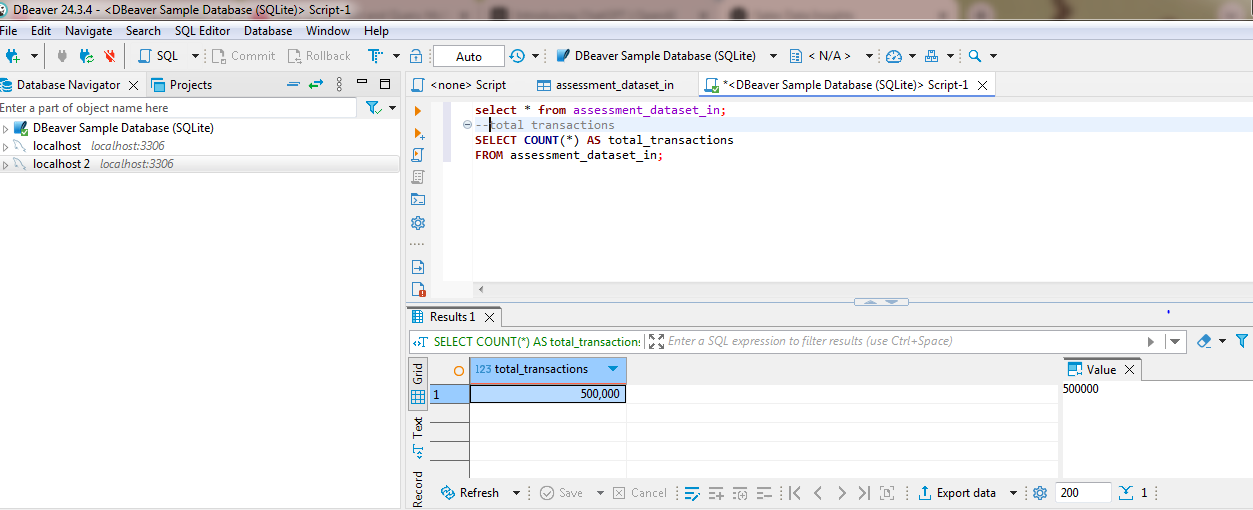 DBeaver 24.3.4 - <DBeaver Sample Database (SQLite)> Script-1
File Edit Navigate Search SQL Editor Database Window Help
SQL Commit Rollback Auto DBeaver Sample Database (SQLite) < N/A >
Database Navigator Projects
Enter a part of object name here
DBeaver Sample Database (SQLite)
localhost localhost:3306
localhost 2 localhost:3306
<none> Script assessment_dataset_in *<DBeaver Sample Database (SQLite)> Script-1
select * from assessment_dataset_in;
--total transactions
SELECT COUNT(*) AS total_transactions
FROM assessment_dataset_in;
Results 1
SELECT COUNT(*) AS total_transaction: Enter a SQL expression to filter results (use Ctrl+Space)
Grid
Text
Record
123 total_transactions
1 500,000
Value
500000
Refresh Save Cancel Export data 200 1